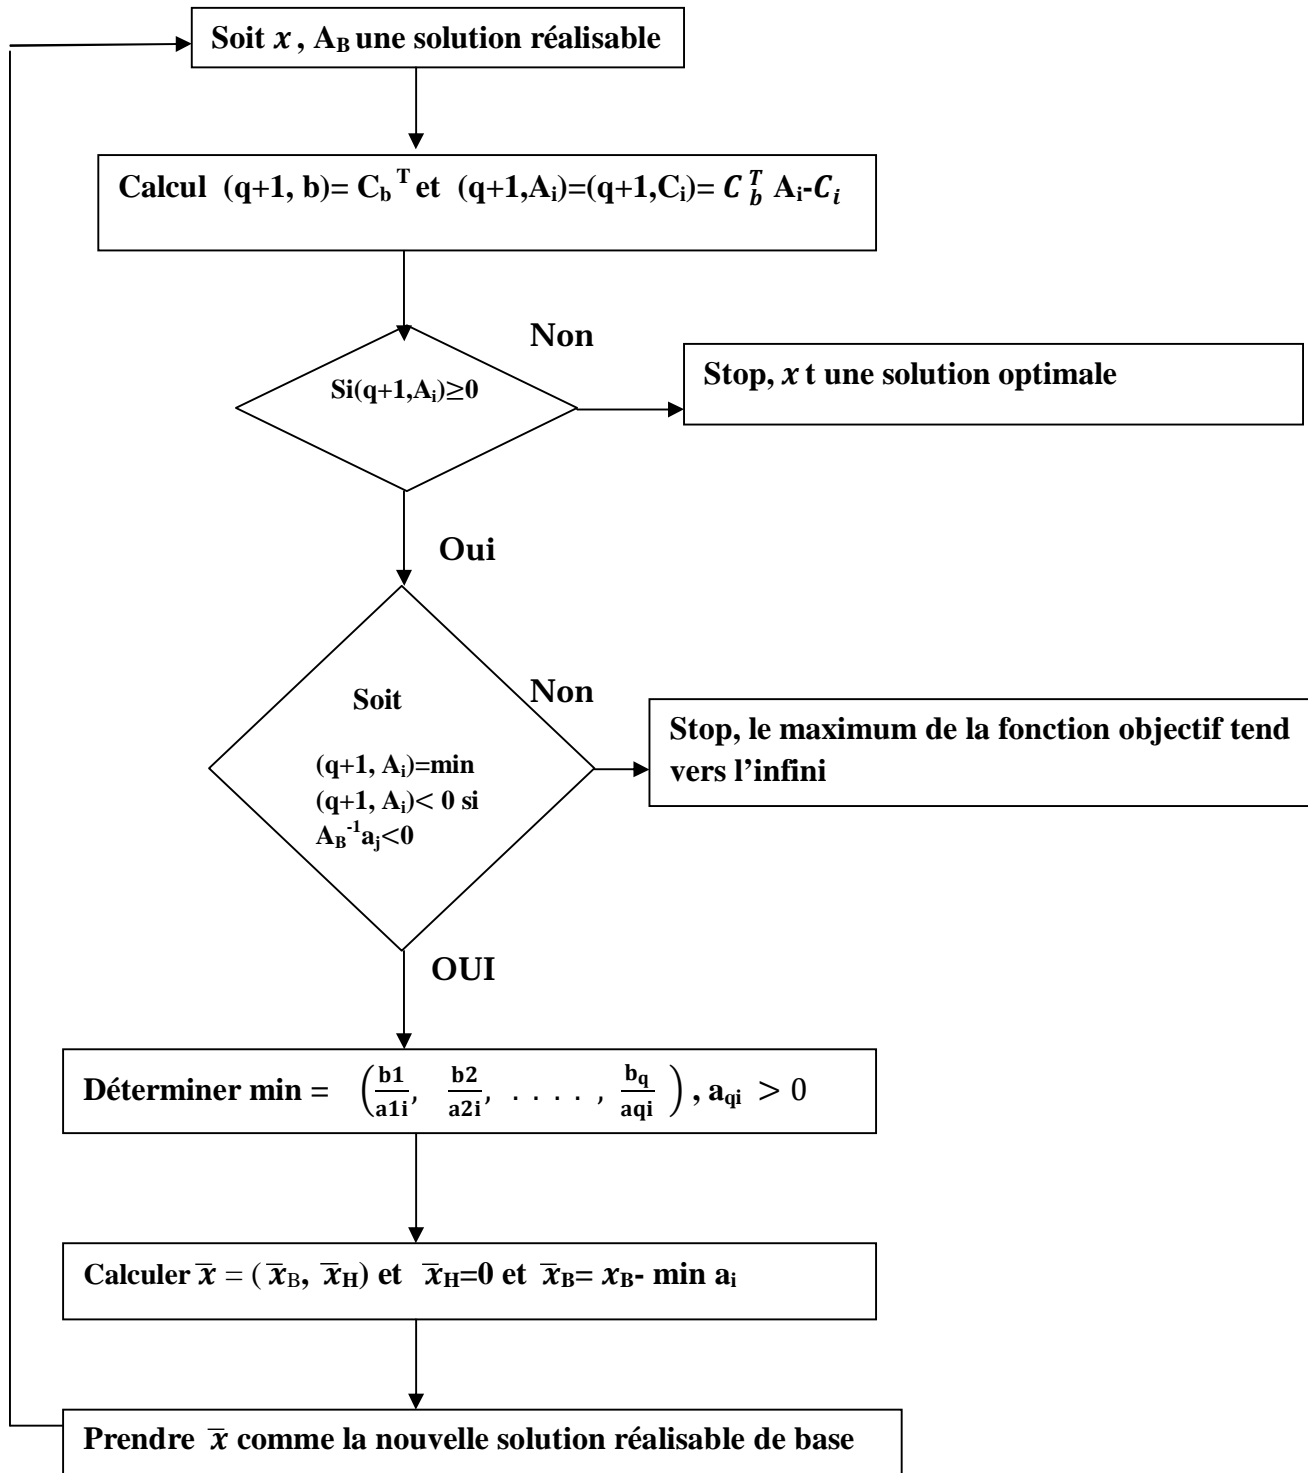 Soit x , A_B une solution réalisable
Calcul (q+1, b)= C_b^T et (q+1,A_i)=(q+1,C_i)= C_b^T A_i-C_i
Non
Si(q+1,A_i)≥0
Stop, x t une solution optimale
Oui
Non
Soit
(q+1, A_i)=min
(q+1, A_i)< 0 si
A_B^-1 a_j<0
Stop, le maximum de la fonction objectif tend
vers l’infini
OUI
Déterminer min = (b1/a1i, b2/a2i, . . . . , b_q/aqi ) , a_qi > 0
Calculer x̅ = ( x̅_B, x̅_H) et x̅_H=0 et x̅_B= x_B- min a_i
Prendre x̅ comme la nouvelle solution réalisable de base